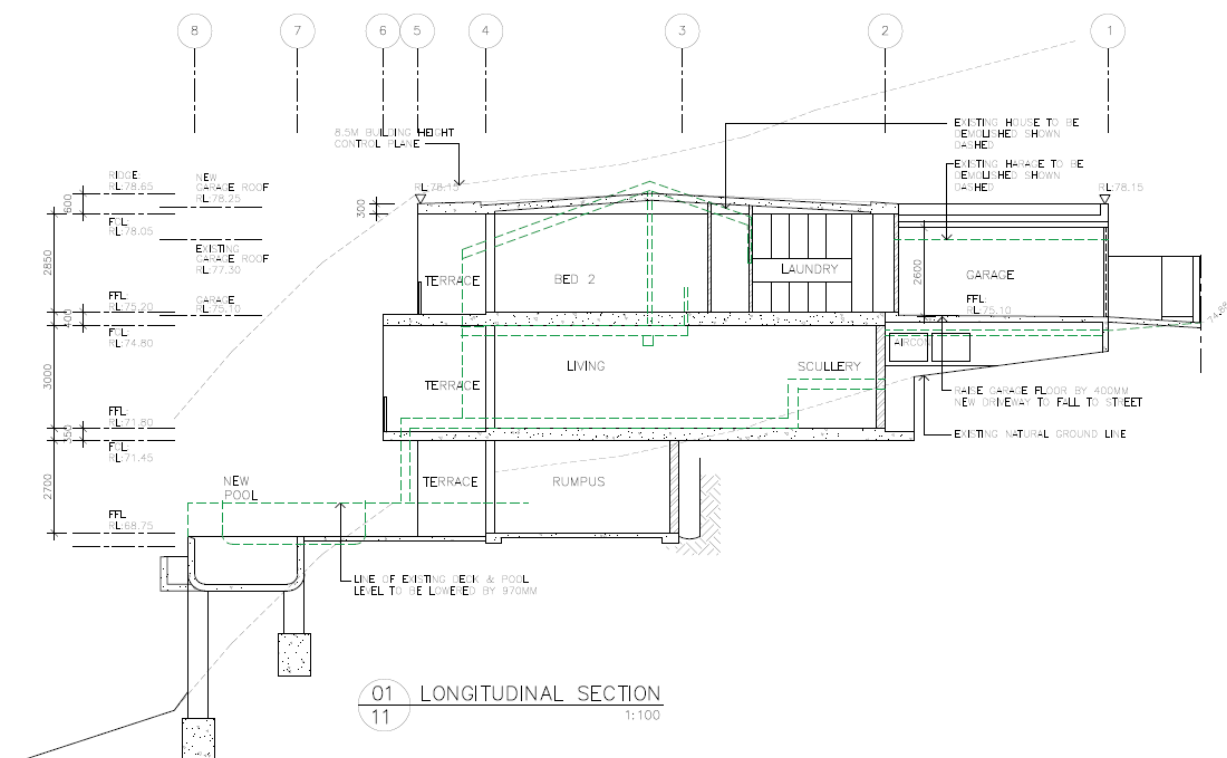 8 7 6 5 4 3 2 1
8.5M BUILDING HEIGHT
CONTROL PLANE
EXISTING HOUSE TO BE
DEMOLISHED SHOWN
DASHED
EXISTING HARAGE TO BE
DEMOLISHED SHOWN
DASHED
RIDGE
RL:78.65
NEW
GARAGE ROOF
RL:78.25
RL:78.15
RL:78.15
600
300
FCL
RL:78.05
EXISTING
GARAGE ROOF
RL:77.30
2850
TERRACE
BED 2
LAUNDRY
2600
GARAGE
FFL:
RL:75.10
FFL
RL:75.20
GARAGE
RL:75.10
400
FCL
RL:74.80
AIRCON
3000
TERRACE
LIVING
SCULLERY
RAISE GARAGE FLOOR BY 400MM
NEW DRIVEWAY TO FALL TO STREET
FFL
RL:71.80
350
FCL
RL:71.45
EXISTING NATURAL GROUND LINE
2700
NEW
POOL
TERRACE
RUMPUS
FFL
RL:68.75
LINE OF EXISTING DECK & POOL
LEVEL TO BE LOWERED BY 970MM
01 LONGITUDINAL SECTION
11 1:100